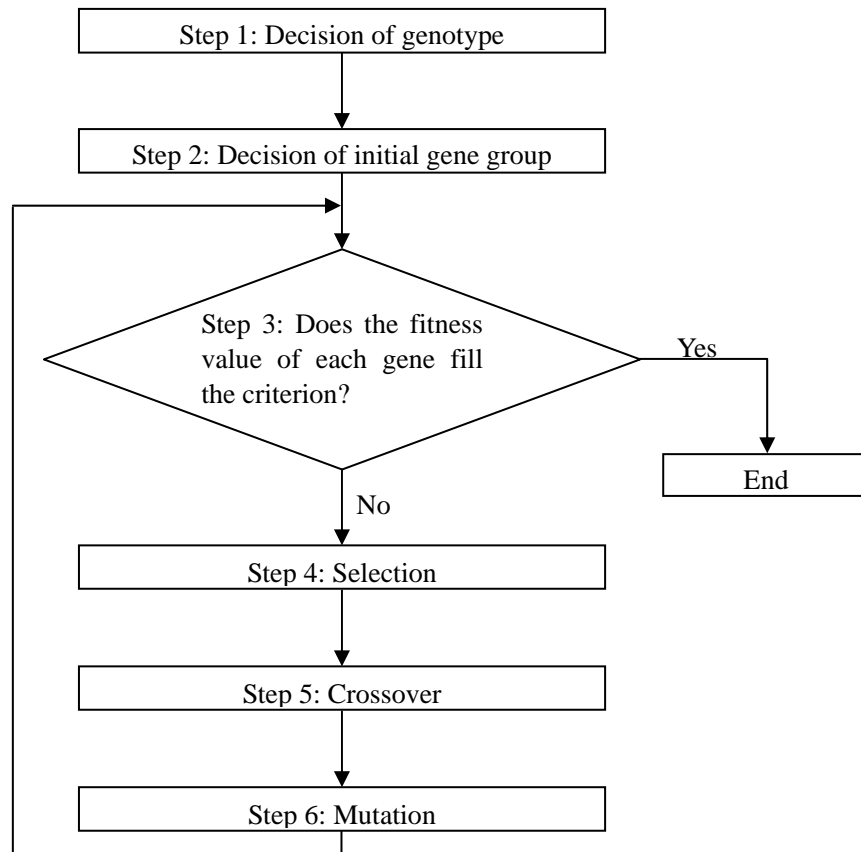 Step 1: Decision of genotype
Step 2: Decision of initial gene group
Step 3: Does the fitness
value of each gene fill
the criterion?
Yes
End
No
Step 4: Selection
Step 5: Crossover
Step 6: Mutation